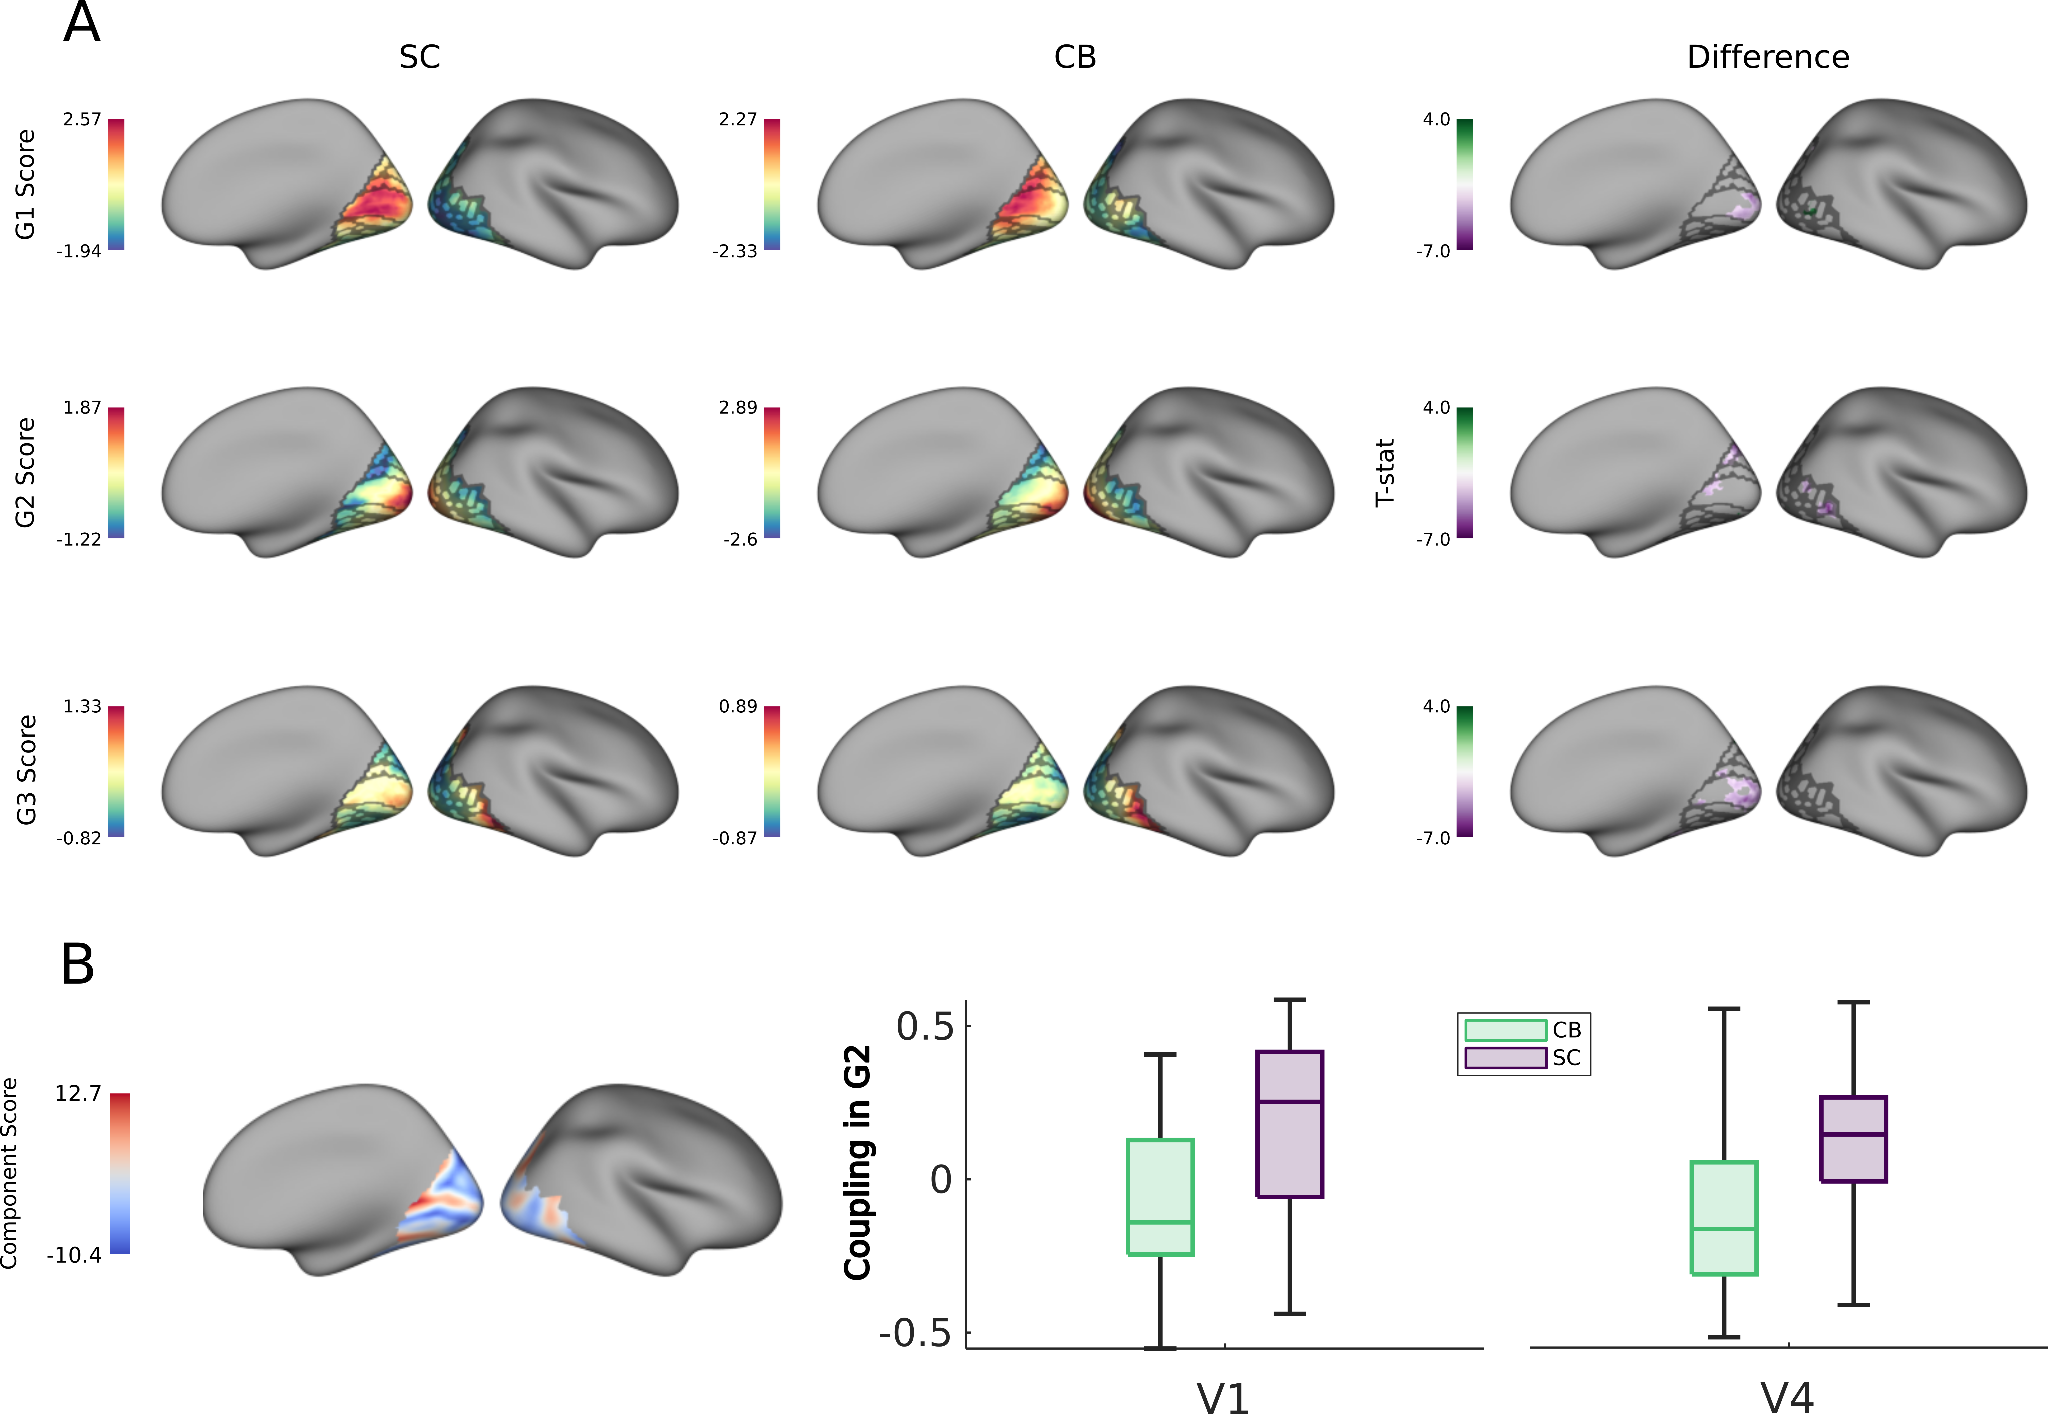 A
SC
CB
Difference
G1 Score
2.57
-1.94
2.27
-2.33
4.0
-7.0
G2 Score
1.87
-1.22
2.89
-2.6
T-stat
4.0
-7.0
G3 Score
1.33
-0.82
0.89
-0.87
4.0
-7.0
B
Component Score
12.7
-10.4
Coupling in G2
0.5
0
-0.5
V1
CB
SC
V4